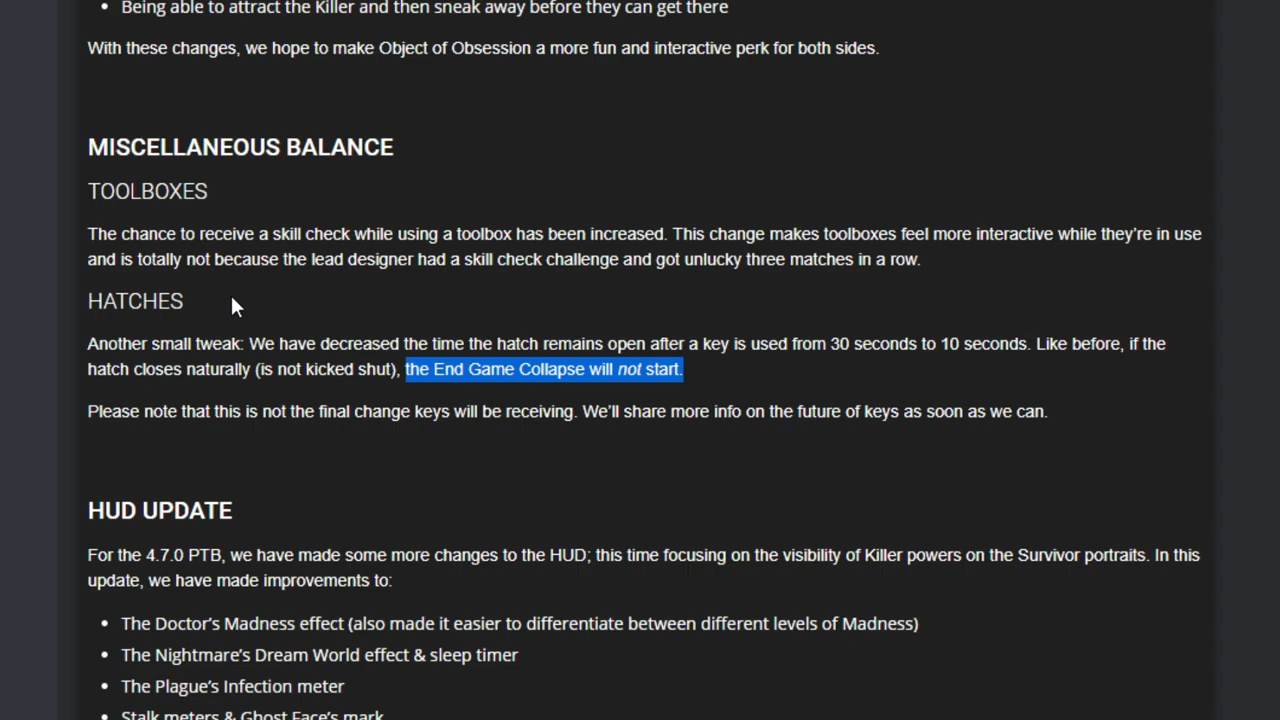 • Being able to attract the Killer and then sneak away before they can get there
With these changes, we hope to make Object of Obsession a more fun and interactive perk for both sides.
MISCELLANEOUS BALANCE
TOOLBOXES
The chance to receive a skill check while using a toolbox has been increased. This change makes toolboxes feel more interactive while they’re in use
and is totally not because the lead designer had a skill check challenge and got unlucky three matches in a row.
HATCHES
Another small tweak: We have decreased the time the hatch remains open after a key is used from 30 seconds to 10 seconds. Like before, if the
hatch closes naturally (is not kicked shut), the End Game Collapse will not start.
Please note that this is not the final change keys will be receiving. We’ll share more info on the future of keys as soon as we can.
HUD UPDATE
For the 4.7.0 PTB, we have made some more changes to the HUD; this time focusing on the visibility of Killer powers on the Survivor portraits. In this
update, we have made improvements to:
• The Doctor’s Madness effect (also made it easier to differentiate between different levels of Madness)
• The Nightmare’s Dream World effect & sleep timer
• The Plague’s Infection meter
• Stalk meters & Ghost Face’s mark